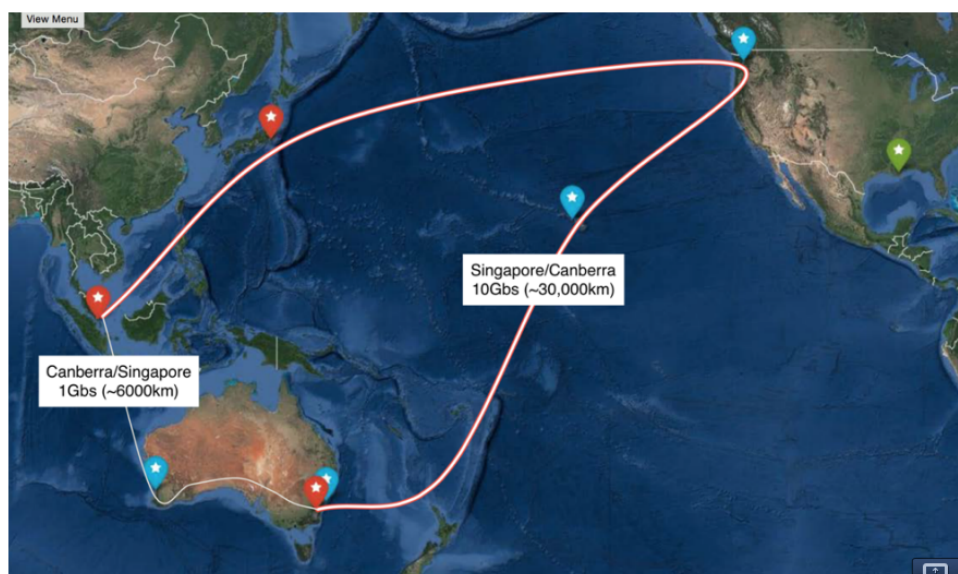 View Menu
Singapore/Canberra
10Gbs (~30,000km)
Canberra/Singapore
1Gbs (~6000km)